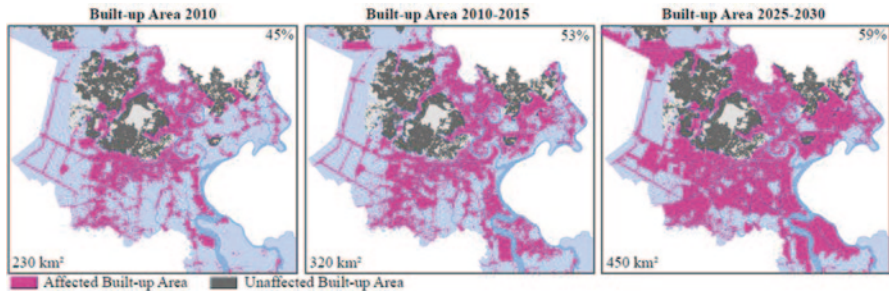 Built-up Area 2010
45%
230 km²
Built-up Area 2010-2015
53%
320 km²
Built-up Area 2025-2030
59%
450 km²
Affected Built-up Area
Unaffected Built-up Area